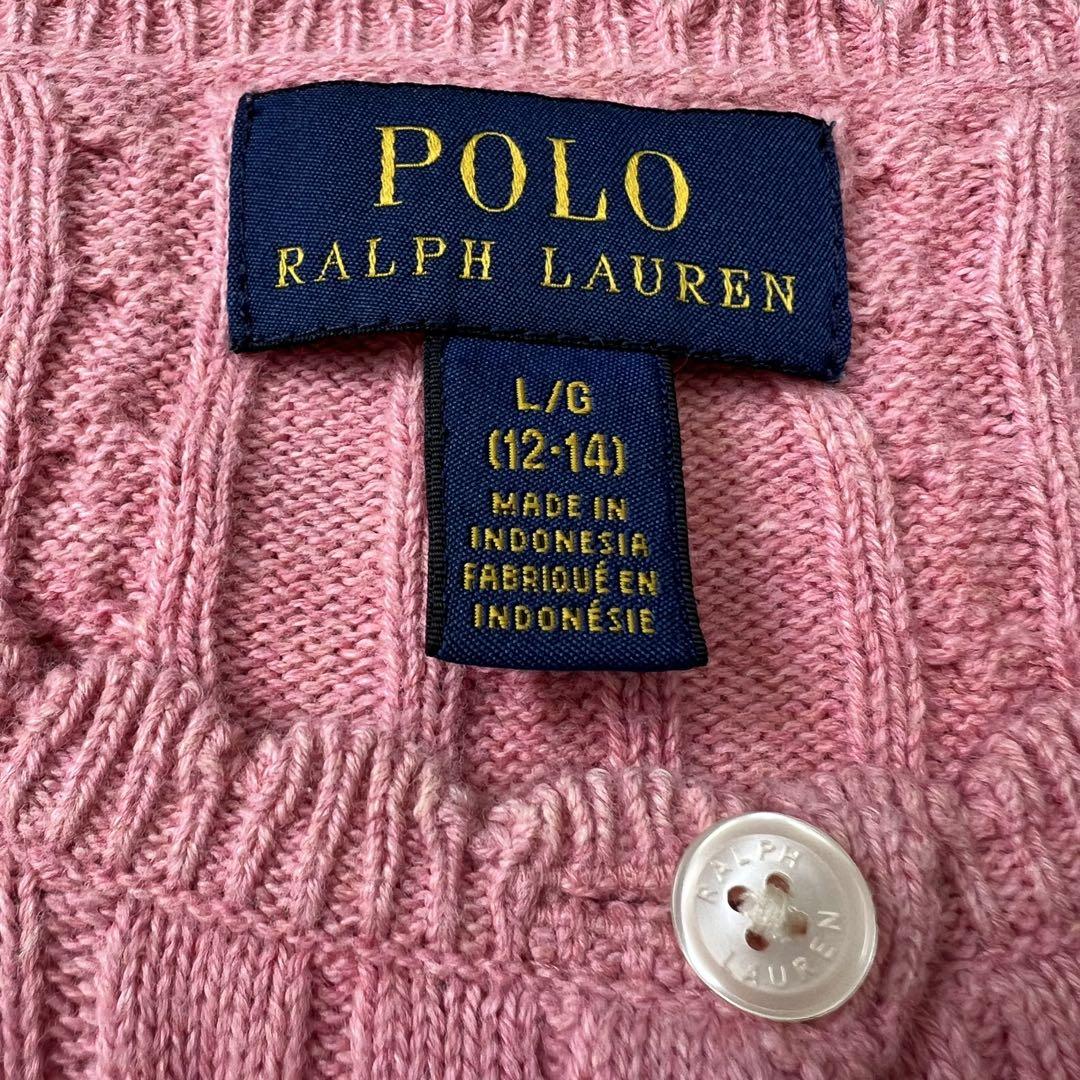 POLO
RALPH LAUREN
L/G
(12·14)
MADE IN
INDONESIA
FABRIQUÉ EN
INDONÉSIE
RALPH
LAUREN